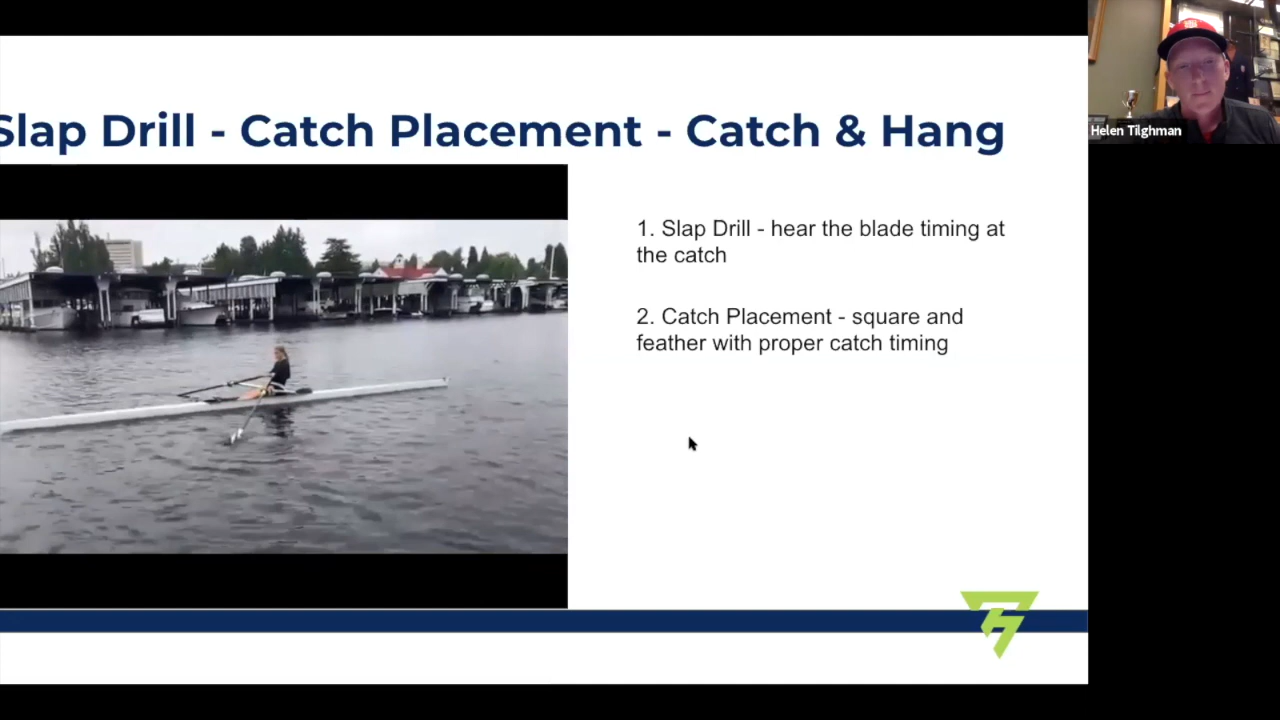 Slap Drill - Catch Placement - Catch & Hang
Helen Tilghman
1. Slap Drill - hear the blade timing at
the catch
2. Catch Placement - square and
feather with proper catch timing